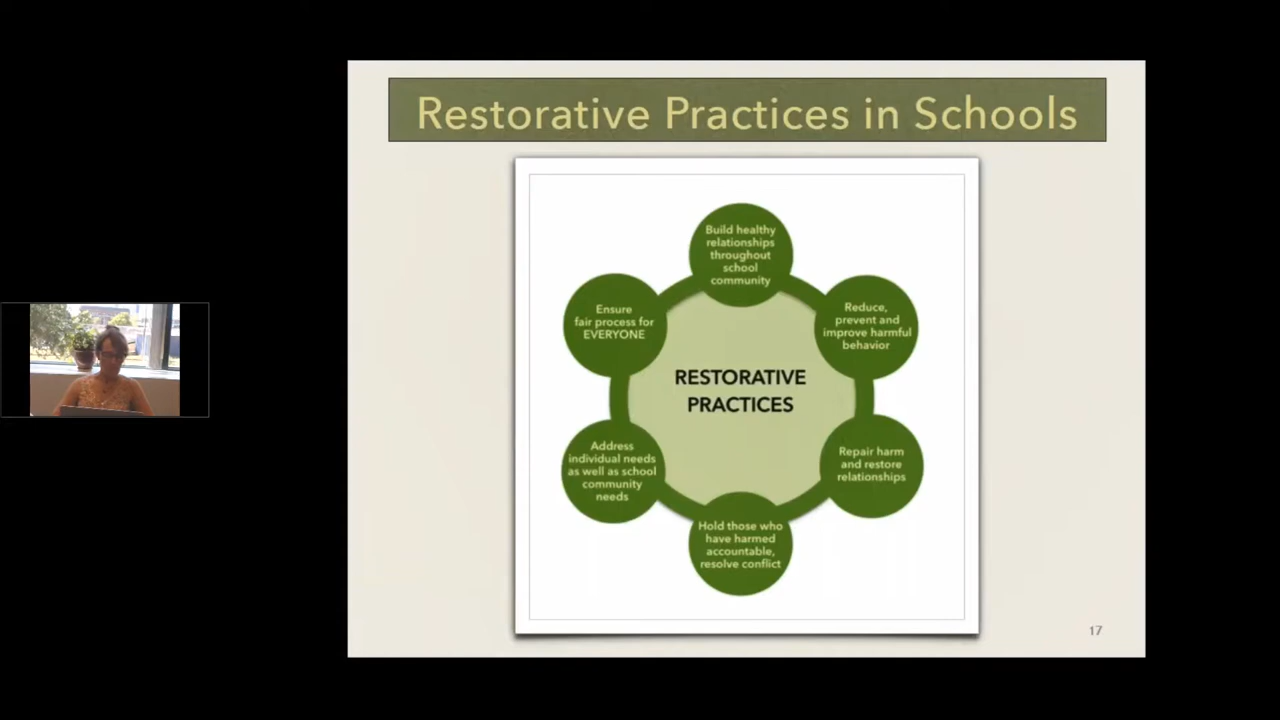 Restorative Practices in Schools
Build healthy
relationships
throughout
school
community
Reduce,
prevent and
improve harmful
behavior
Repair harm
and restore
relationships
Hold those who
have harmed
accountable,
resolve conflict
Address
individual needs
as well as school
community
needs
Ensure
fair process for
EVERYONE
RESTORATIVE
PRACTICES
17